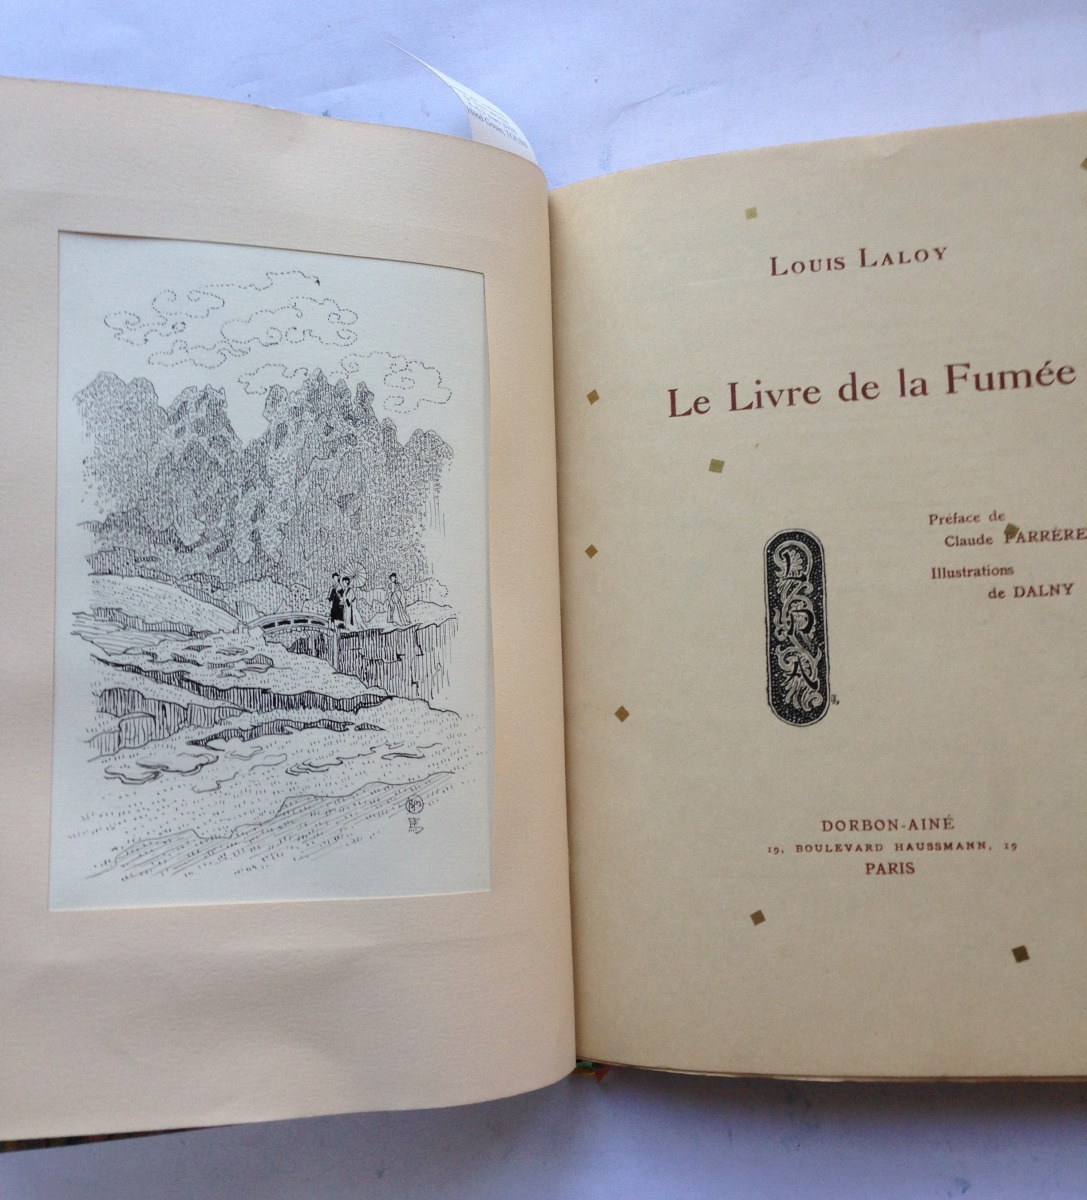 馬
LOUIS LALOY
Le Livre de la Fumée
Préface de
Claude FARRÈRE
Illustrations
de DALNY
DORBON-AINÉ
19, BOULEVARD HAUSSMANN, 19
PARIS